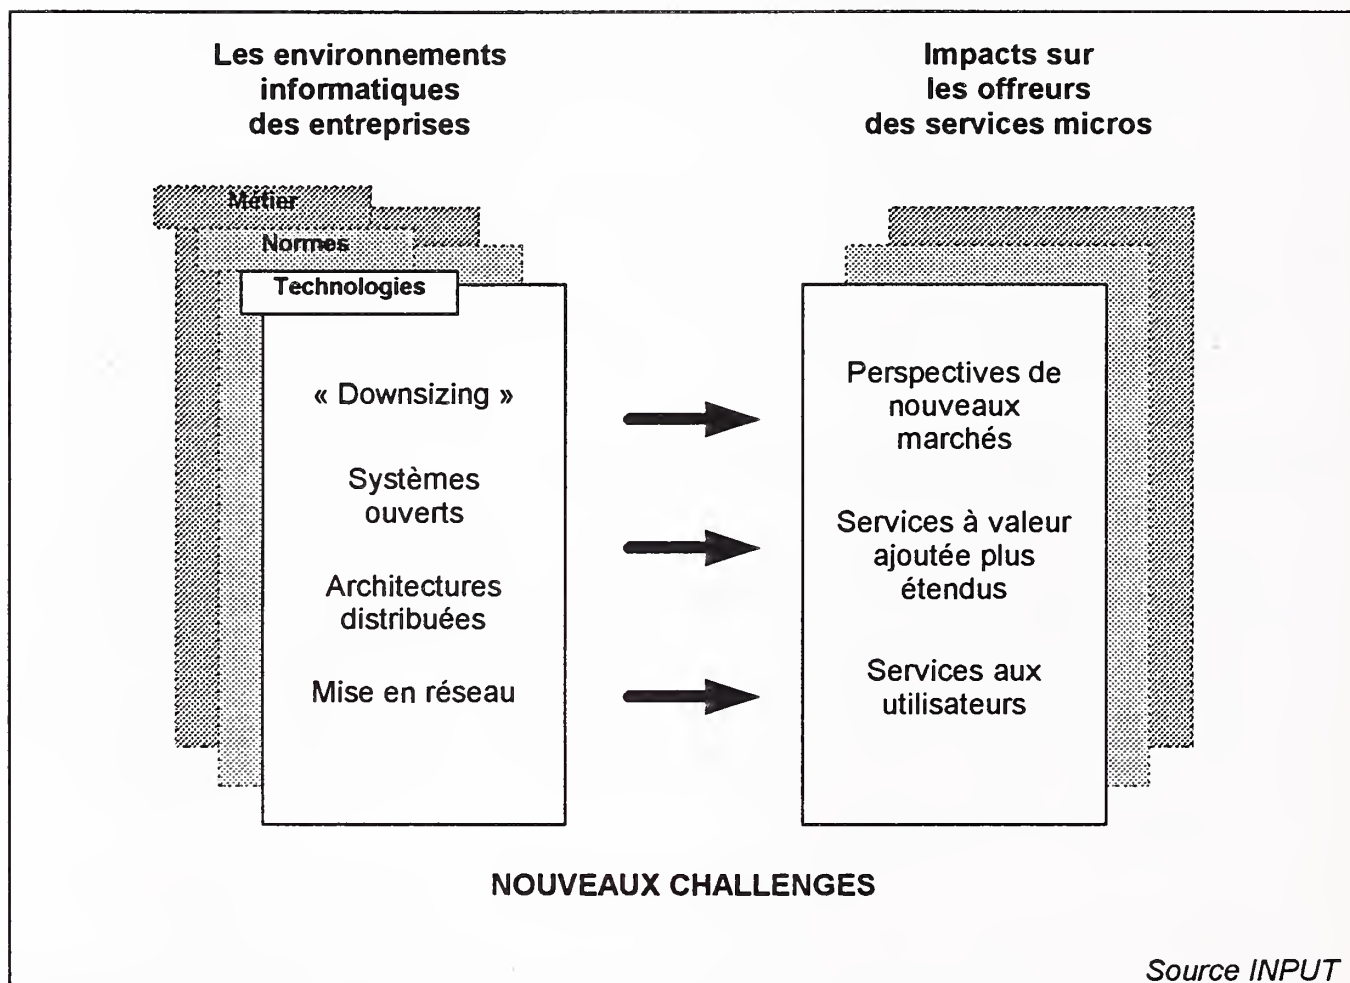 Les environnements
informatiques
des entreprises
Impacts sur
les offreurs
des services micros
Métier
Normes
Technologies
« Downsizing »
Systèmes
ouverts
Architectures
distribuées
Mise en réseau
Perspectives de
nouveaux
marchés
Services à valeur
ajoutée plus
étendus
Services aux
utilisateurs
NOUVEAUX CHALLENGES
Source INPUT